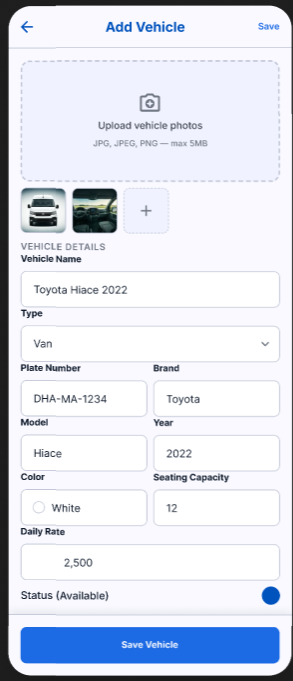 Add Vehicle
Save
Upload vehicle photos
JPG, JPEG, PNG — max 5MB
VEHICLE DETAILS
Vehicle Name
Toyota Hiace 2022
Type
Van
Plate Number
Brand
DHA-MA-1234
Toyota
Model
Year
Hiace
2022
Color
Seating Capacity
White
12
Daily Rate
2,500
Status (Available)
Save Vehicle